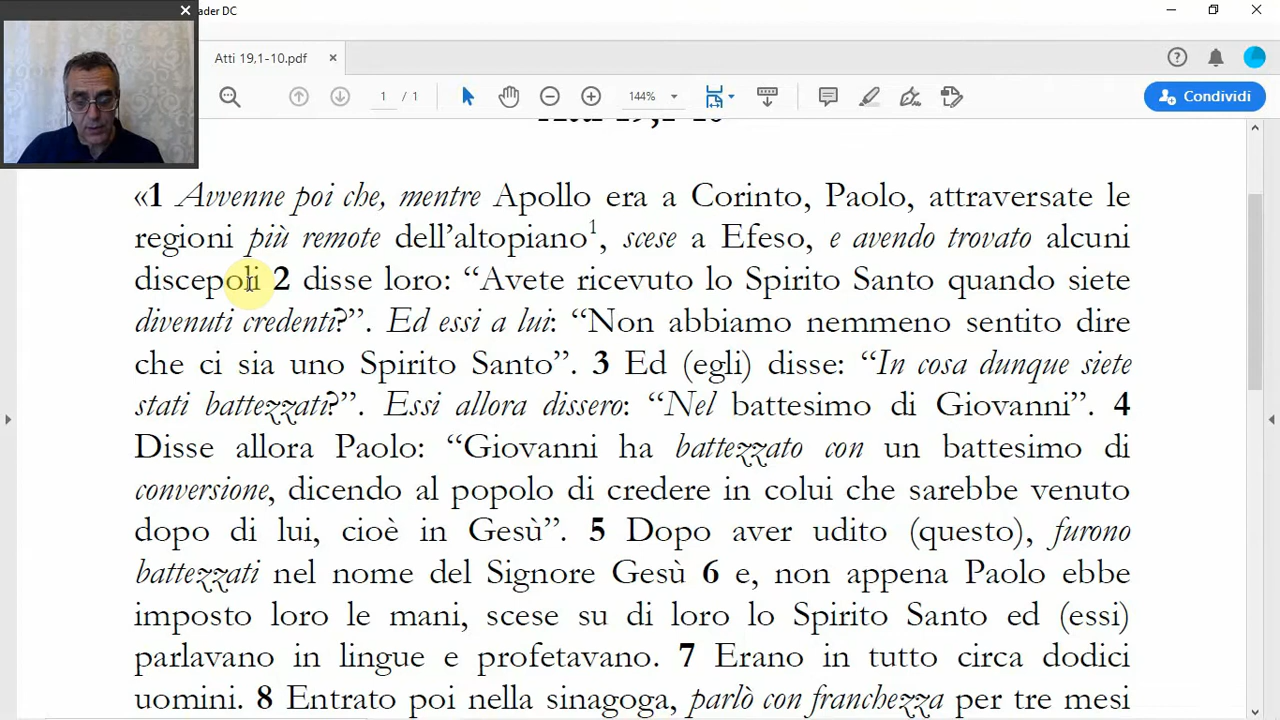 ader DC
Atti 19,1-10.pdf
1 / 1
144%
Condividi
Atti 19,1-10
«1 Avvenne poi che, mentre Apollo era a Corinto, Paolo, attraversate le
regioni più remote dell’altopiano1, scese a Efeso, e avendo trovato alcuni
discepoli 2 disse loro: “Avete ricevuto lo Spirito Santo quando siete
divenuti credenti?”. Ed essi a lui: “Non abbiamo nemmeno sentito dire
che ci sia uno Spirito Santo”. 3 Ed (egli) disse: “In cosa dunque siete
stati battezzati?”. Essi allora dissero: “Nel battesimo di Giovanni”. 4
Disse allora Paolo: “Giovanni ha battezzato con un battesimo di
conversione, dicendo al popolo di credere in colui che sarebbe venuto
dopo di lui, cioè in Gesù”. 5 Dopo aver udito (questo), furono
battezzati nel nome del Signore Gesù 6 e, non appena Paolo ebbe
imposto loro le mani, scese su di loro lo Spirito Santo ed (essi)
parlavano in lingue e profetavano. 7 Erano in tutto circa dodici
uomini. 8 Entrato poi nella sinagoga, parlò con franchezza per tre mesi